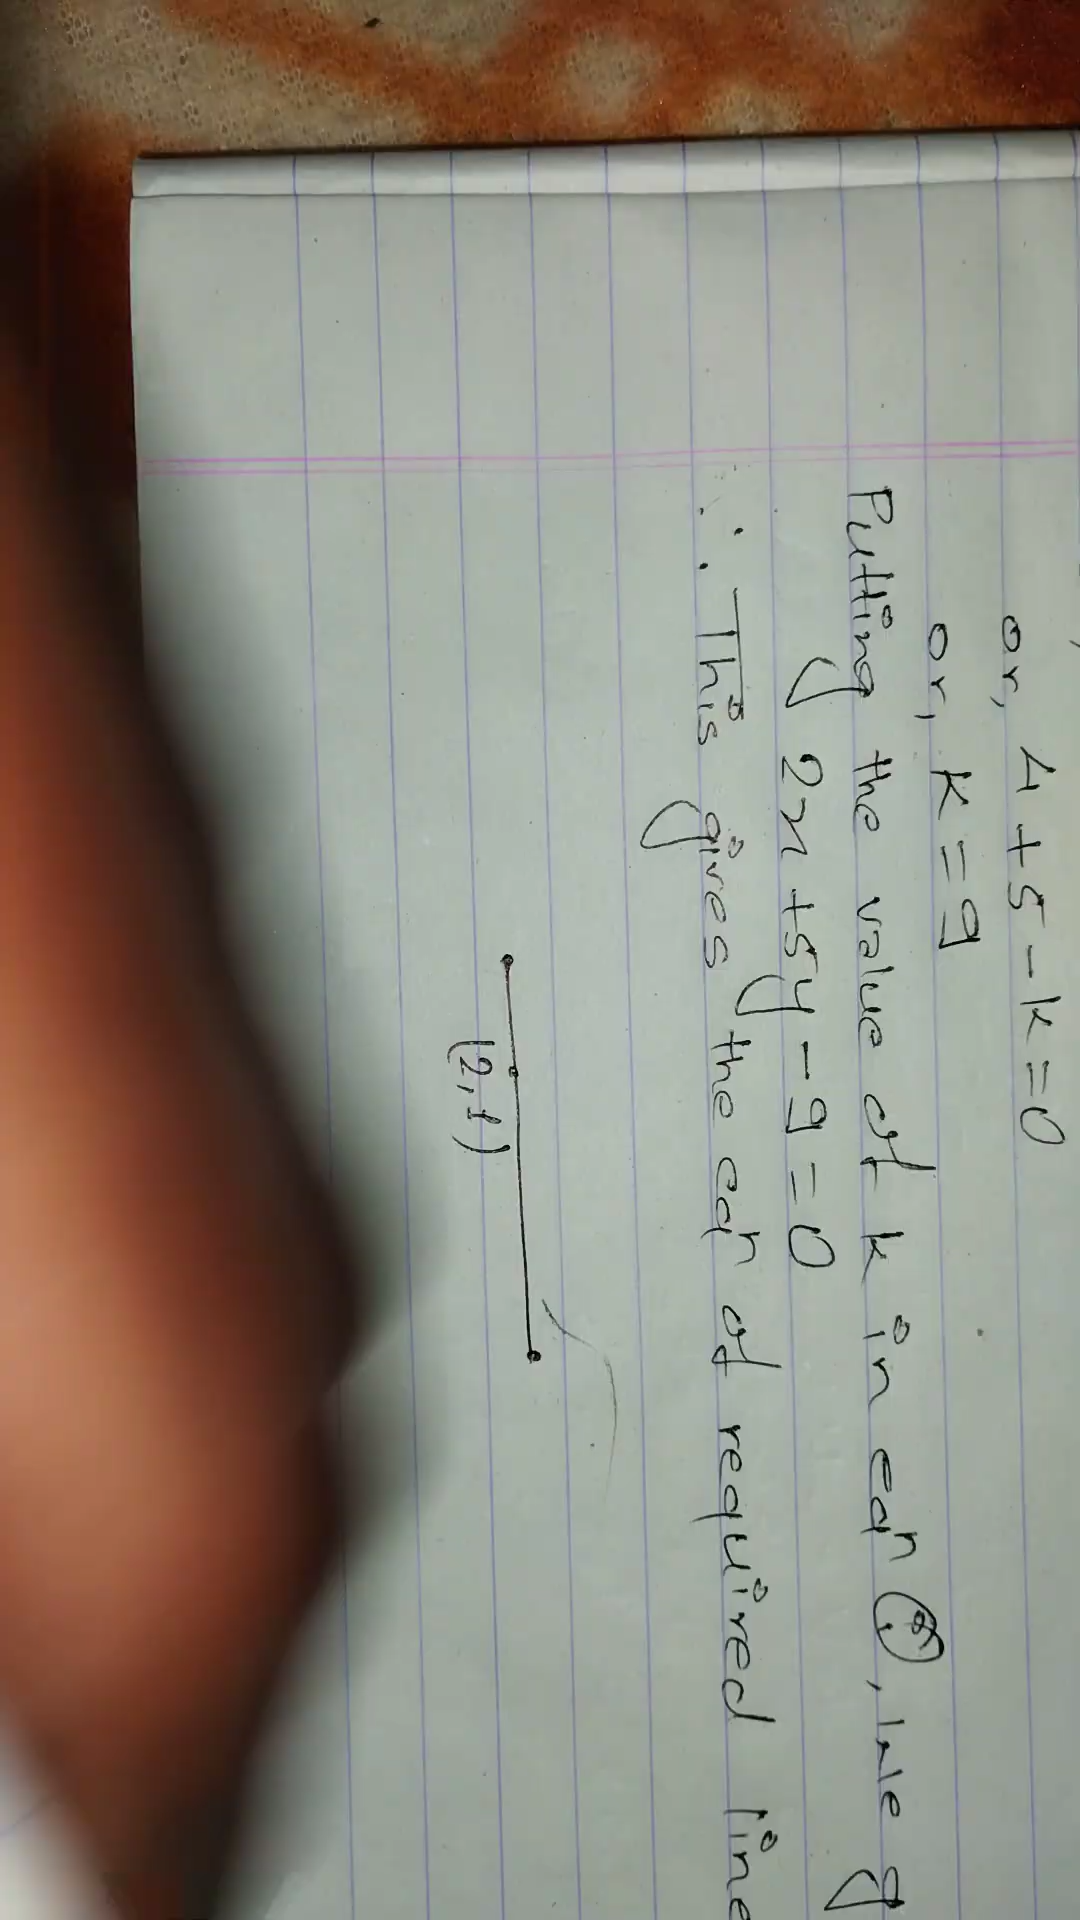 or, 4 + 5 - k = 0
or, k = 9
Putting the value of k in eqn , we g
2x + 5y - 9 = 0
∴ This gives the eqn of required line
(2,1)